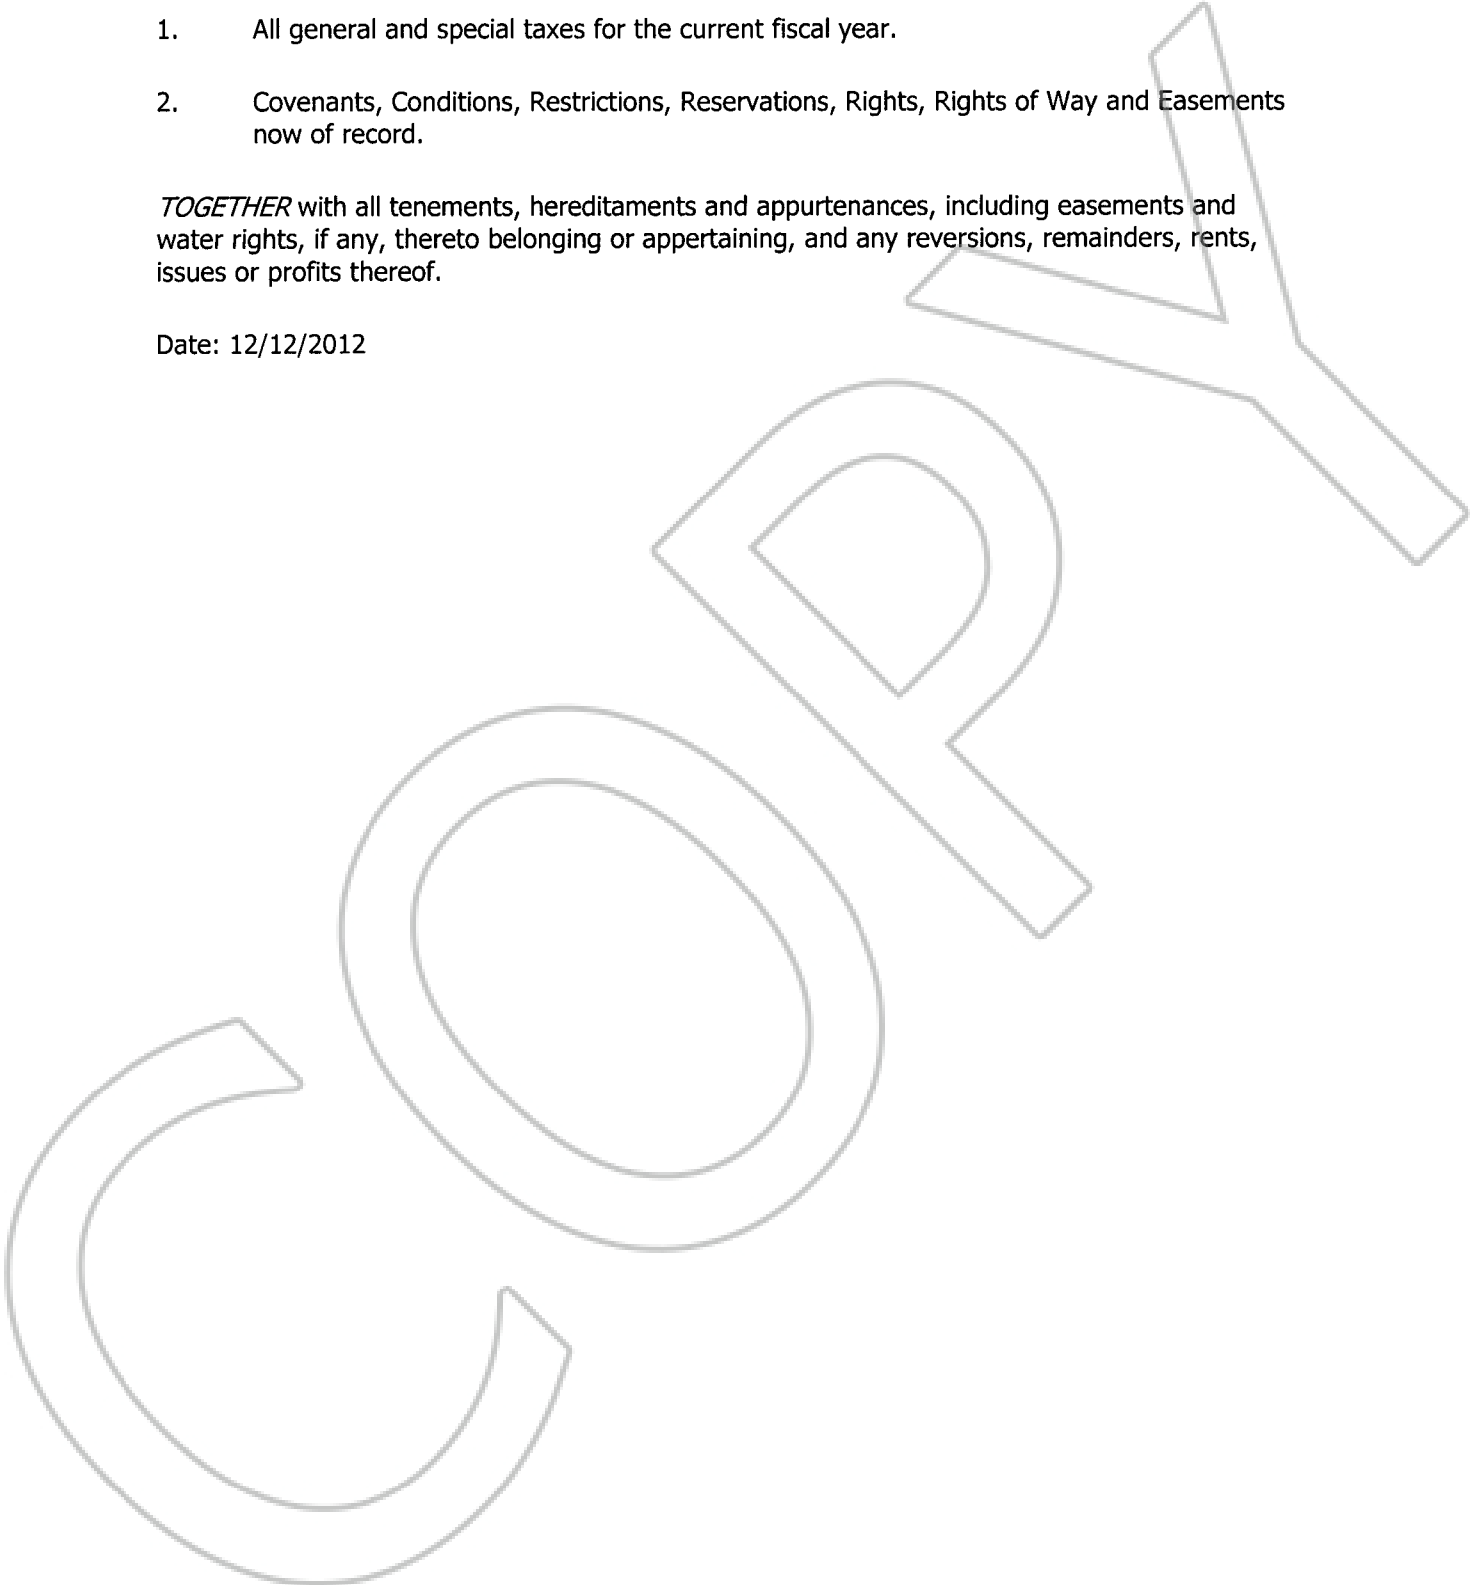 1. All general and special taxes for the current fiscal year.
2. Covenants, Conditions, Restrictions, Reservations, Rights, Rights of Way and Easements
now of record.
TOGETHER with all tenements, hereditaments and appurtenances, including easements and
water rights, if any, thereto belonging or appertaining, and any reversions, remainders, rents,
issues or profits thereof.
Date: 12/12/2012
COPY